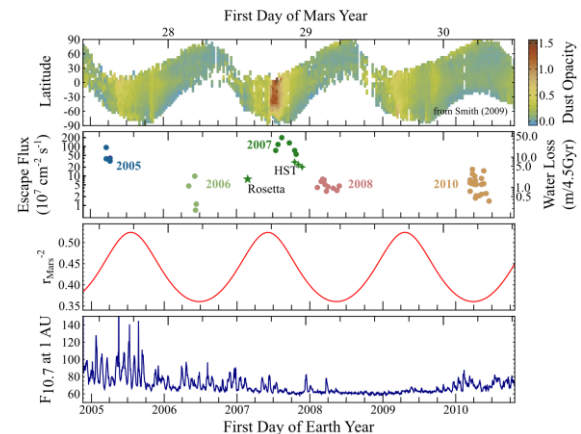 First Day of Mars Year
28 29 30
90
60
30
0
-30
-60
-90
Latitude
from Smith (2009)
1.5
1.0
0.5
0.0
Dust Opacity
Escape Flux
(10⁷ cm⁻² s⁻¹)
200
100
50
20
10
5
2
1
2005
2006
2007
HST
Rosetta
2008
2010
50.0
10.0
5.0
1.0
0.5
Water Loss
(m/4.5Gyr)
r_Mars⁻²
0.50
0.45
0.40
0.35
F₁₀.₇ at 1 AU
140
120
100
80
60
2005 2006 2007 2008 2009 2010
First Day of Earth Year